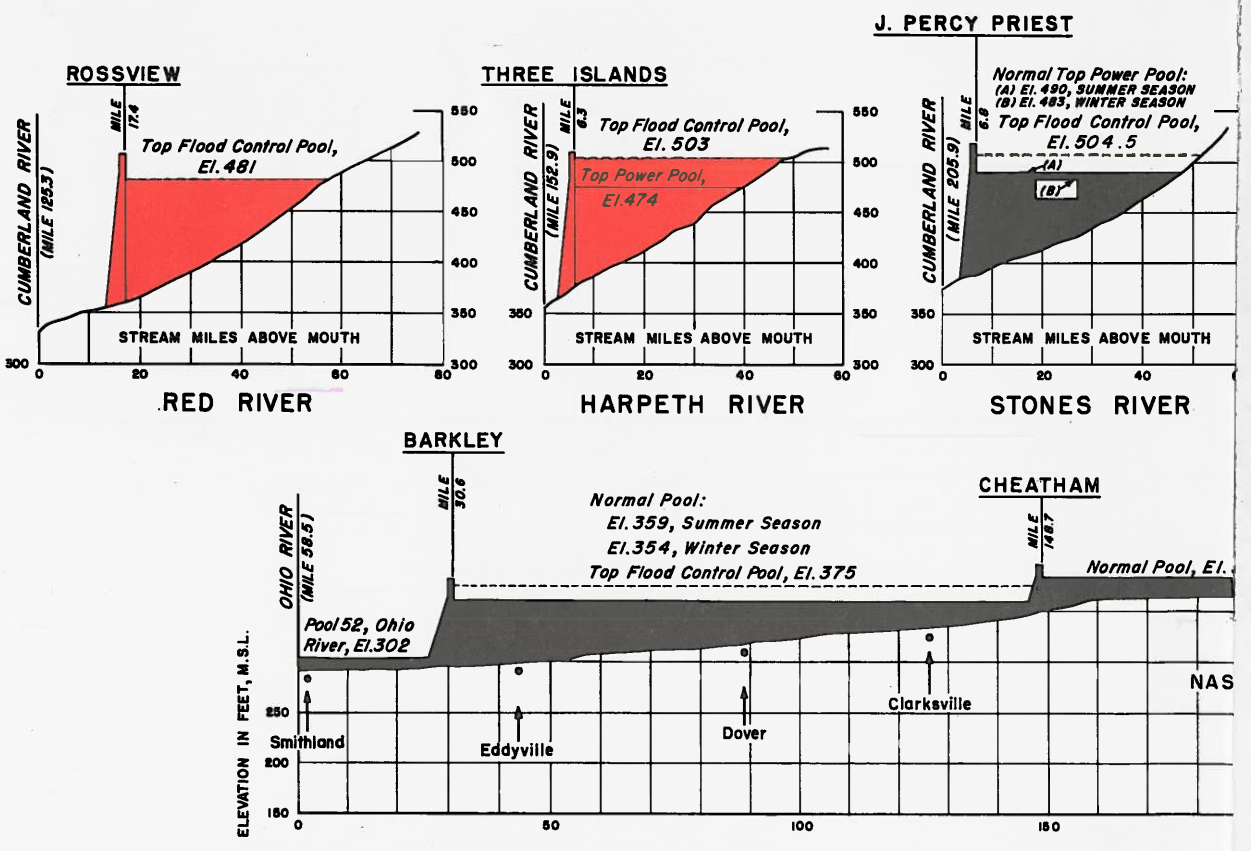 ROSSVIEW
CUMBERLAND RIVER
(MILE 125.3)
MILE
17.4
Top Flood Control Pool,
El. 481
STREAM MILES ABOVE MOUTH
550
500
450
400
350
300
300
0
20
40
60
80
RED RIVER
THREE ISLANDS
CUMBERLAND RIVER
(MILE 152.9)
MILE
6.3
Top Flood Control Pool,
El. 503
Top Power Pool,
El. 474
STREAM MILES ABOVE MOUTH
550
500
450
400
350
300
350
300
0
20
40
60
HARPETH RIVER
J. PERCY PRIEST
CUMBERLAND RIVER
(MILE 205.9)
MILE
6.8
Normal Top Power Pool:
(A) El. 490, SUMMER SEASON
(B) El. 483, WINTER SEASON
Top Flood Control Pool,
El. 504.5
(A)
(B)
STREAM MILES ABOVE MOUTH
350
300
0
20
40
STONES RIVER
BARKLEY
MILE
30.6
OHIO RIVER
(MILE 58.5)
Pool 52, Ohio
River, El. 302
Normal Pool:
El. 359, Summer Season
El. 354, Winter Season
Top Flood Control Pool, El. 375
CHEATHAM
MILE
148.7
Normal Pool, El.
NAS
Smithland
Eddyville
Dover
Clarksville
ELEVATION IN FEET, M.S.L.
250
200
150
0
50
100
150